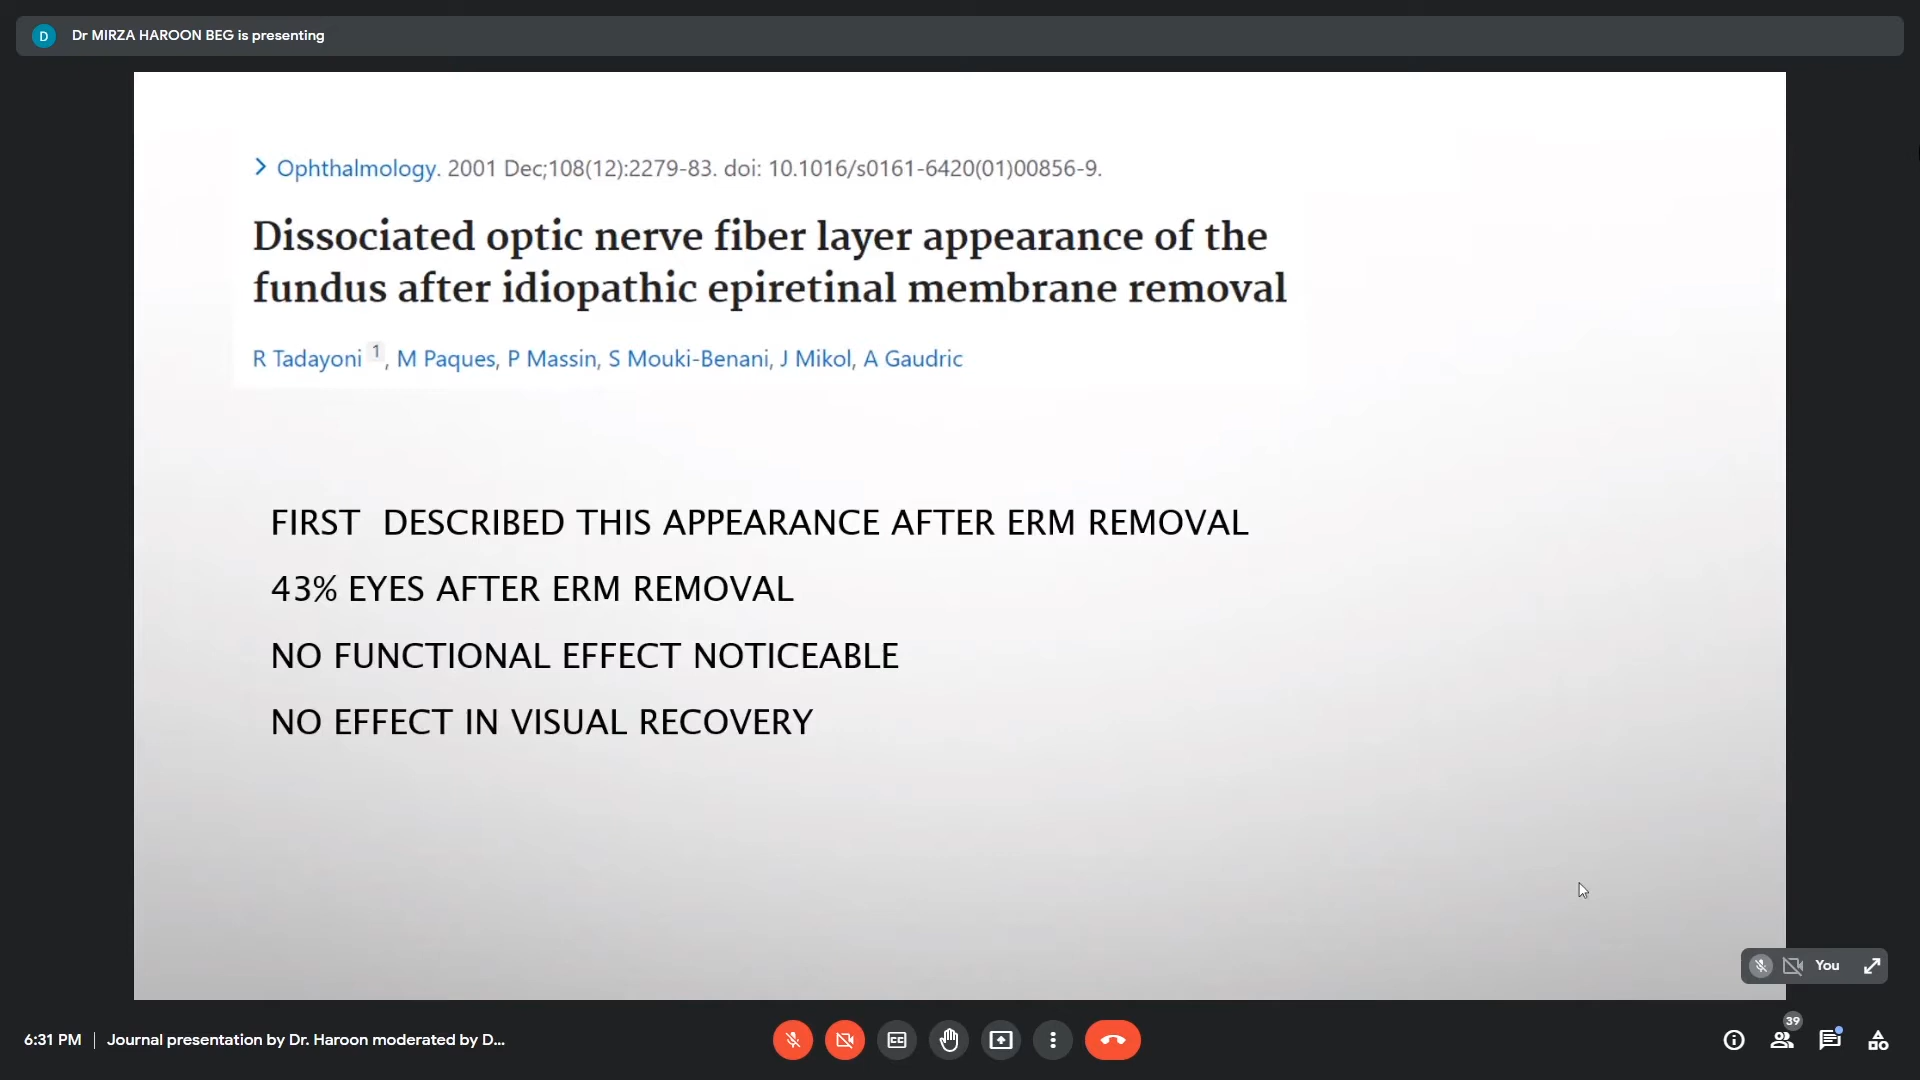 D
Dr MIRZA HAROON BEG is presenting
> Ophthalmology. 2001 Dec;108(12):2279-83. doi: 10.1016/s0161-6420(01)00856-9.
Dissociated optic nerve fiber layer appearance of the
fundus after idiopathic epiretinal membrane removal
R Tadayoni 1, M Paques, P Massin, S Mouki-Benani, J Mikol, A Gaudric
FIRST DESCRIBED THIS APPEARANCE AFTER ERM REMOVAL
43% EYES AFTER ERM REMOVAL
NO FUNCTIONAL EFFECT NOTICEABLE
NO EFFECT IN VISUAL RECOVERY
You
6:31 PM | Journal presentation by Dr. Haroon moderated by D...
39